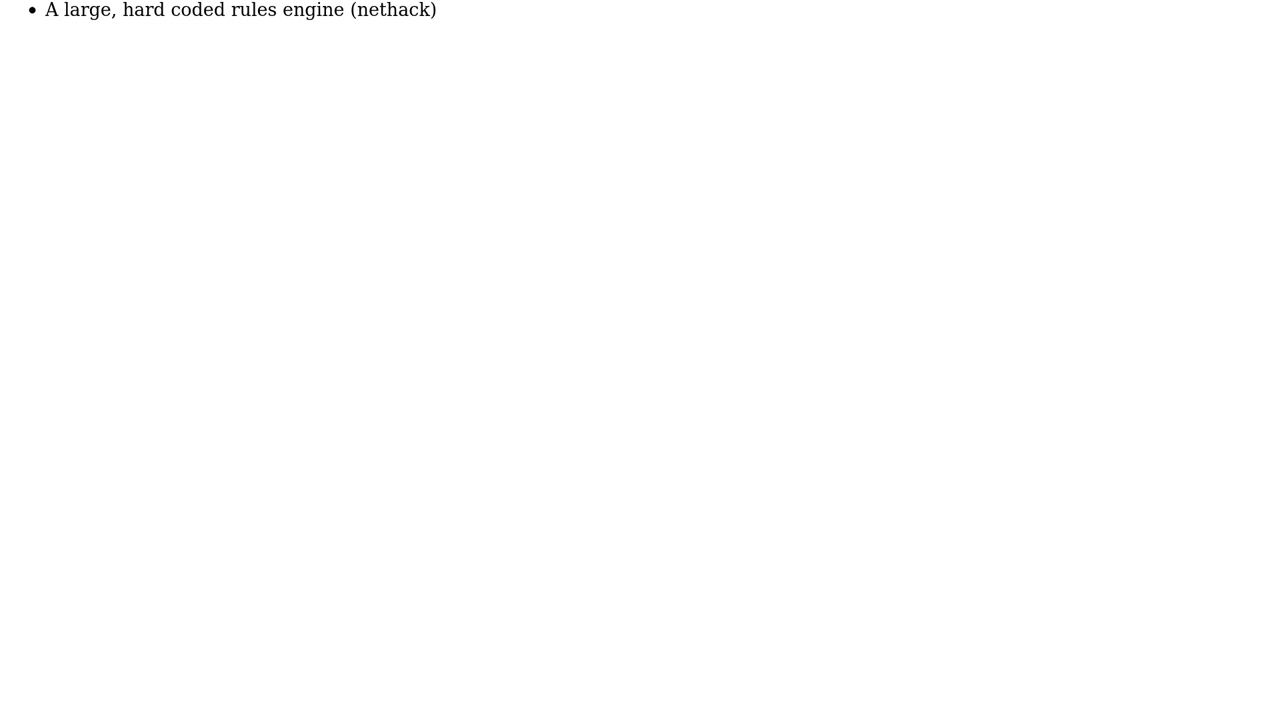 • A large, hard coded rules engine (nethack)